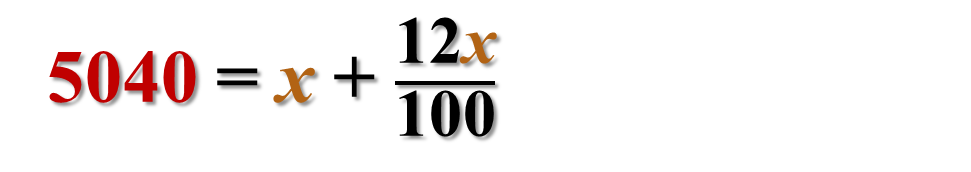 5040 = x + 12x/100